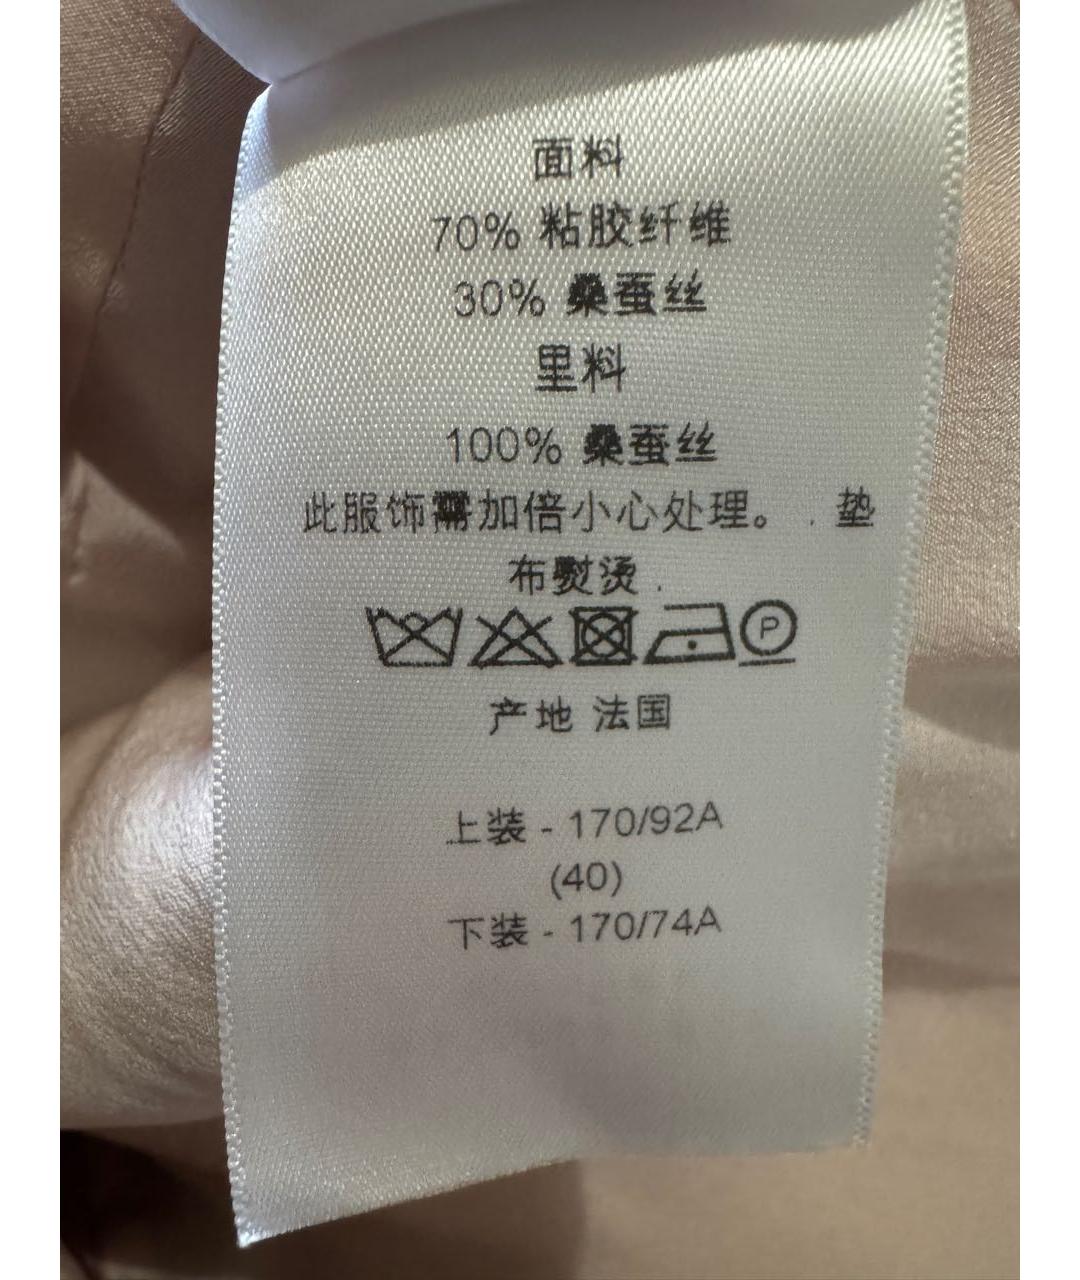 面料
70% 粘胶纤维
30% 桑蚕丝
里料
100% 桑蚕丝
此服饰需加倍小心处理。 . 垫
布熨烫 .
P
产地 法国
上装 - 170/92A
(40)
下装 - 170/74A